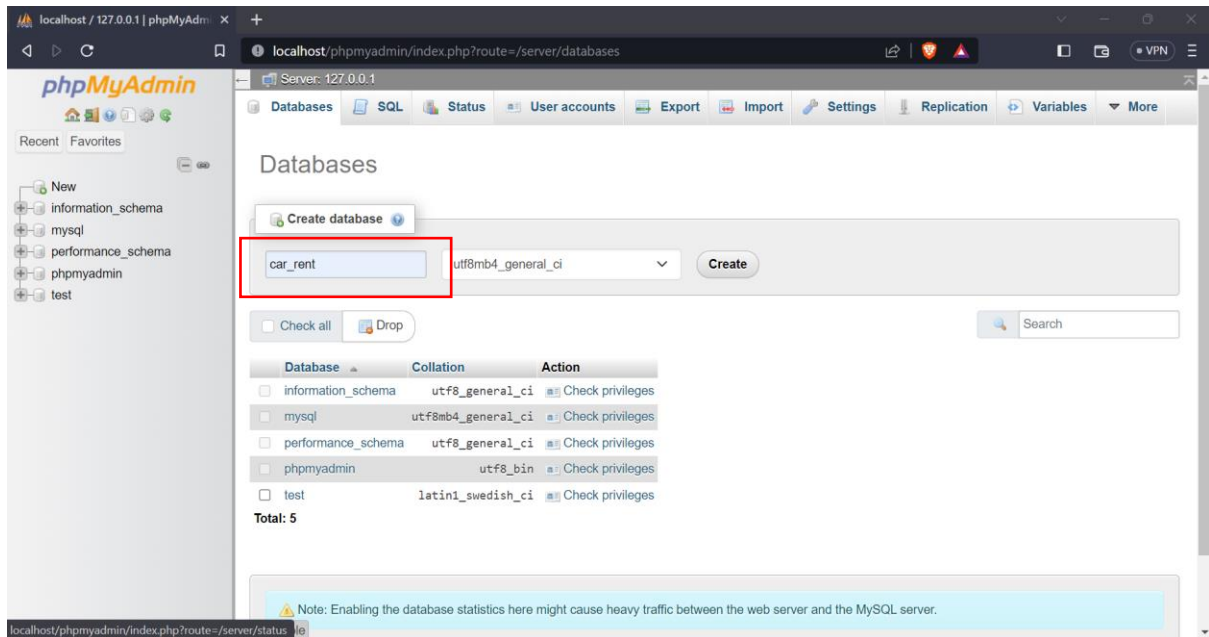 localhost / 127.0.0.1 | phpMyAdm
localhost/phpmyadmin/index.php?route=/server/databases
VPN
phpMyAdmin
Recent Favorites
New
information_schema
mysql
performance_schema
phpmyadmin
test
Server: 127.0.0.1
Databases SQL Status User accounts Export Import Settings Replication Variables More
Databases
Create database
car_rent utf8mb4_general_ci Create
Check all Drop Search
Database Collation Action
information_schema utf8_general_ci Check privileges
mysql utf8mb4_general_ci Check privileges
performance_schema utf8_general_ci Check privileges
phpmyadmin utf8_bin Check privileges
test latin1_swedish_ci Check privileges
Total: 5
Note: Enabling the database statistics here might cause heavy traffic between the web server and the MySQL server.
localhost/phpmyadmin/index.php?route=/server/status